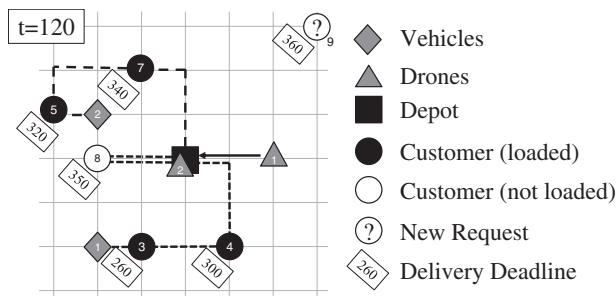 t=120
?
9
360
7
340
5
2
320
8
350
2
1
1
3
4
260
300
Vehicles
Drones
Depot
Customer (loaded)
Customer (not loaded)
? New Request
260 Delivery Deadline